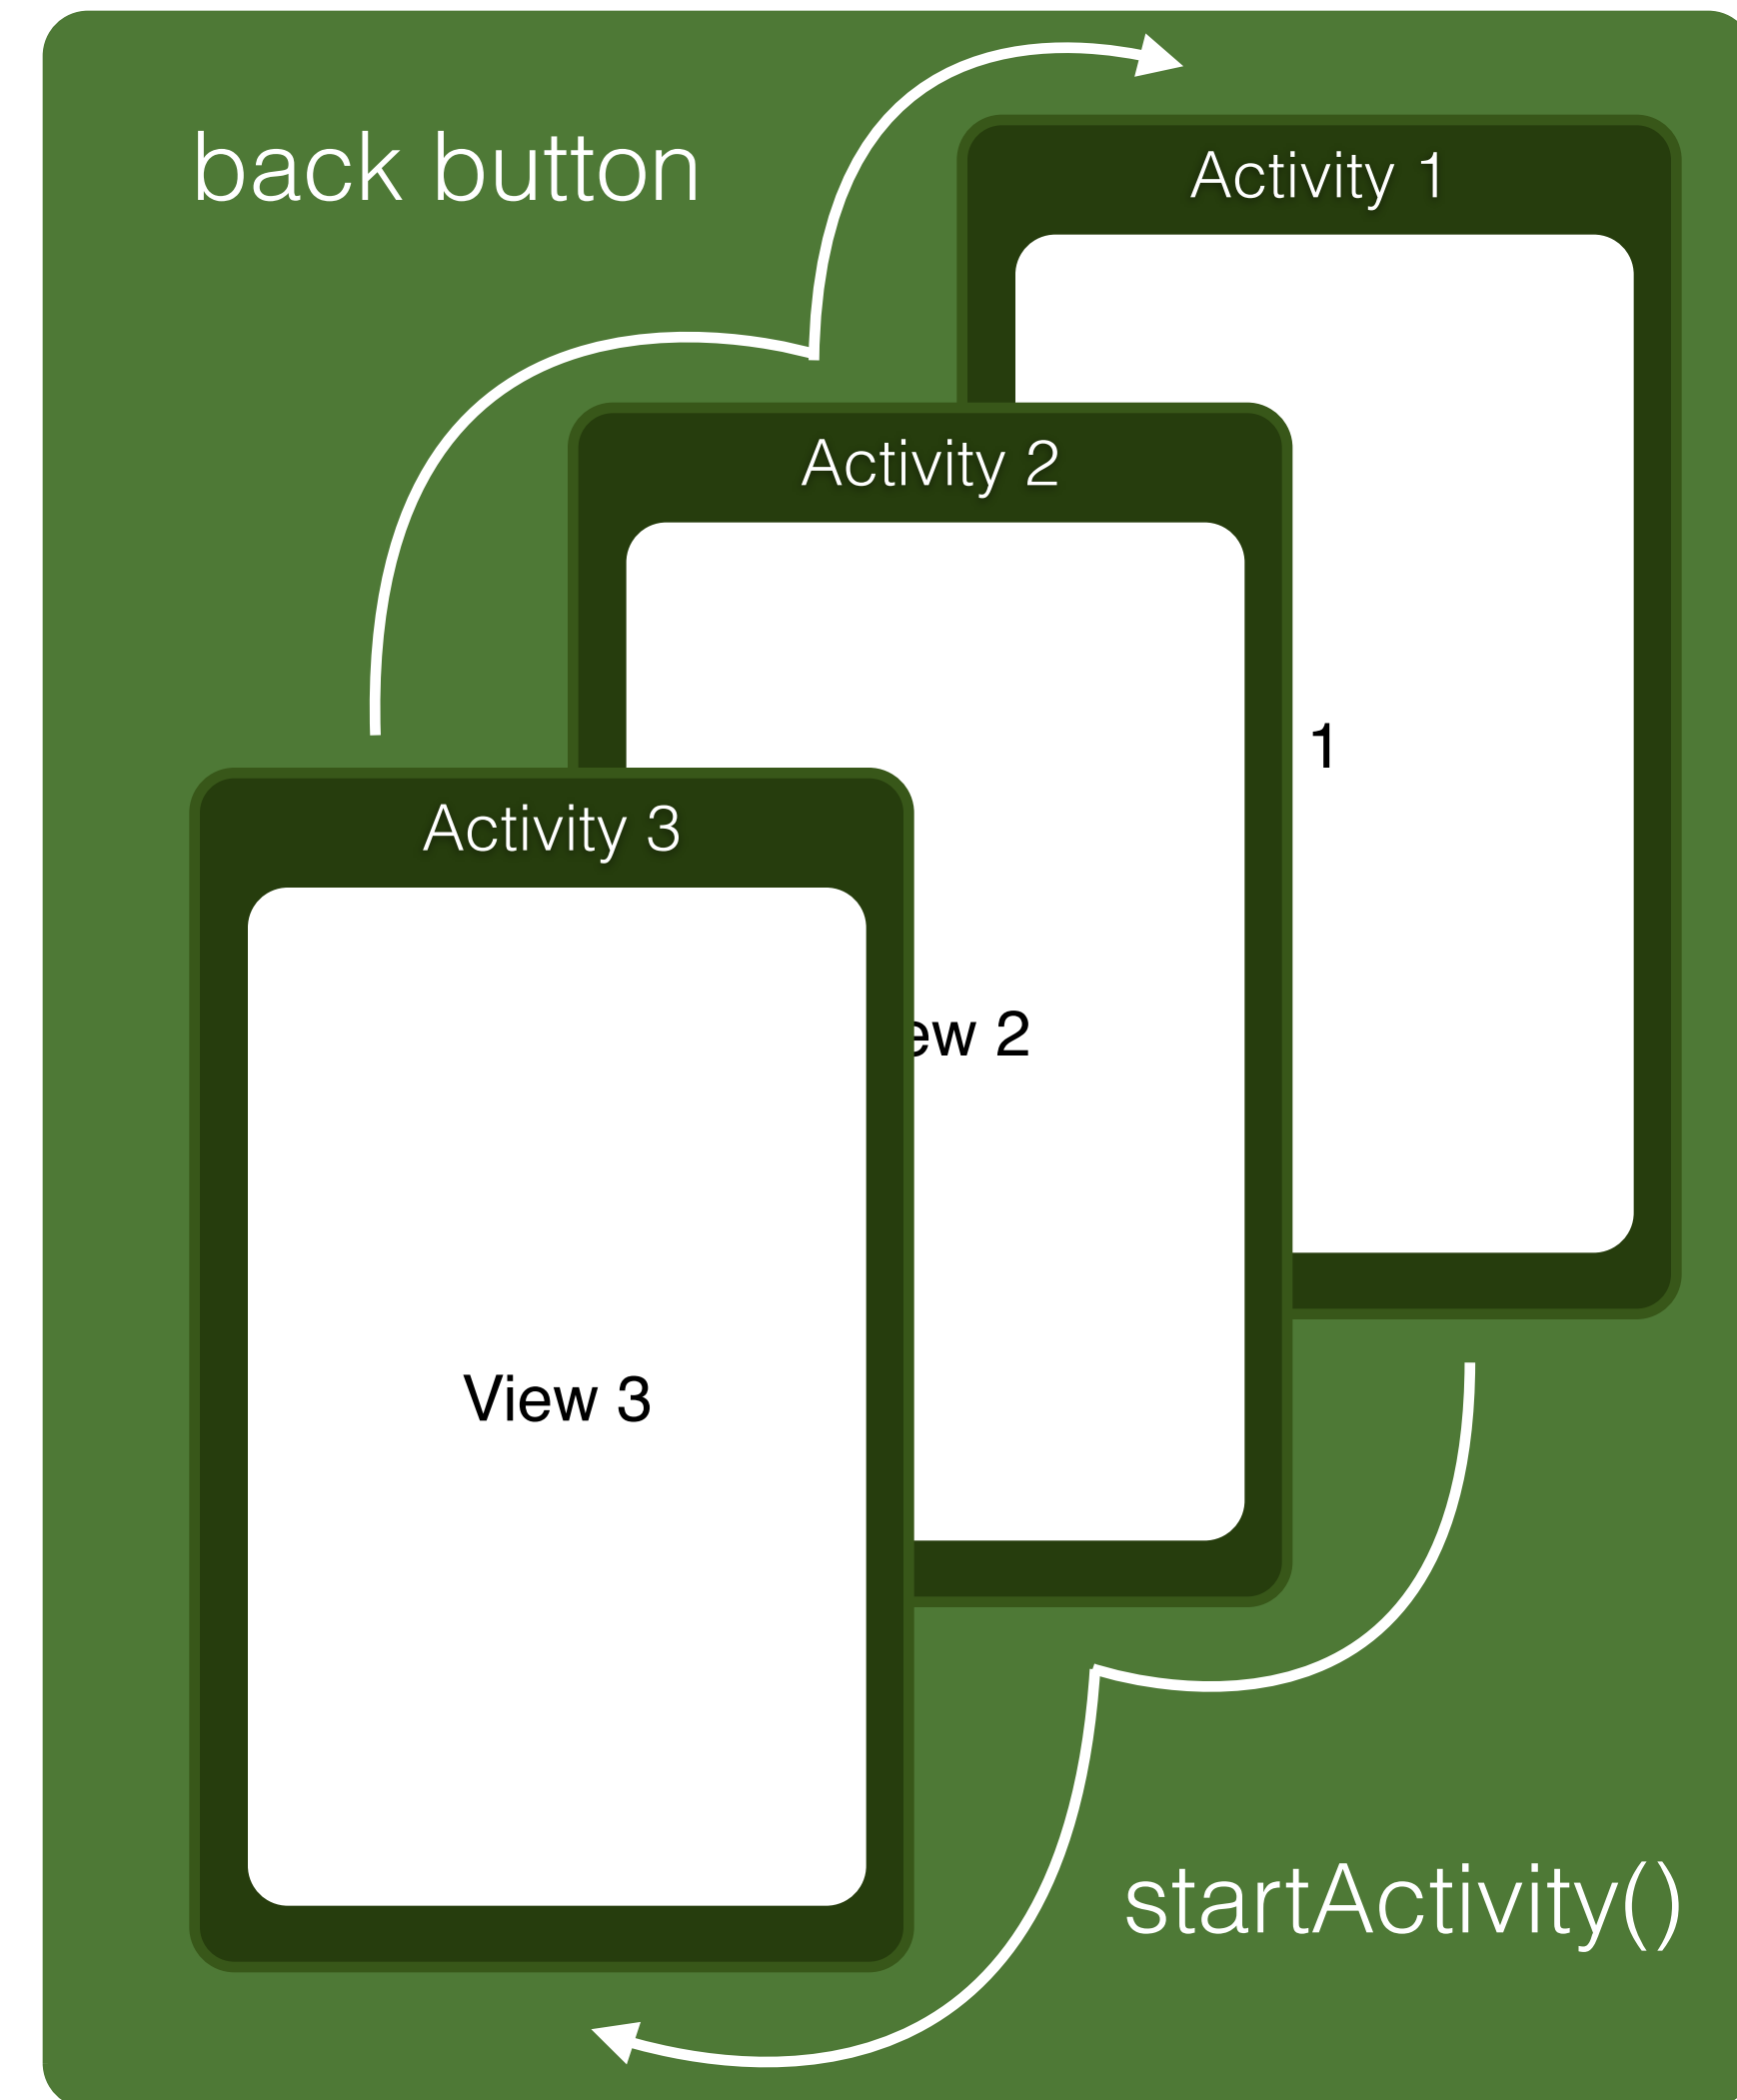 back button
Activity 1
Activity 2
1
Activity 3
ew 2
View 3
startActivity()